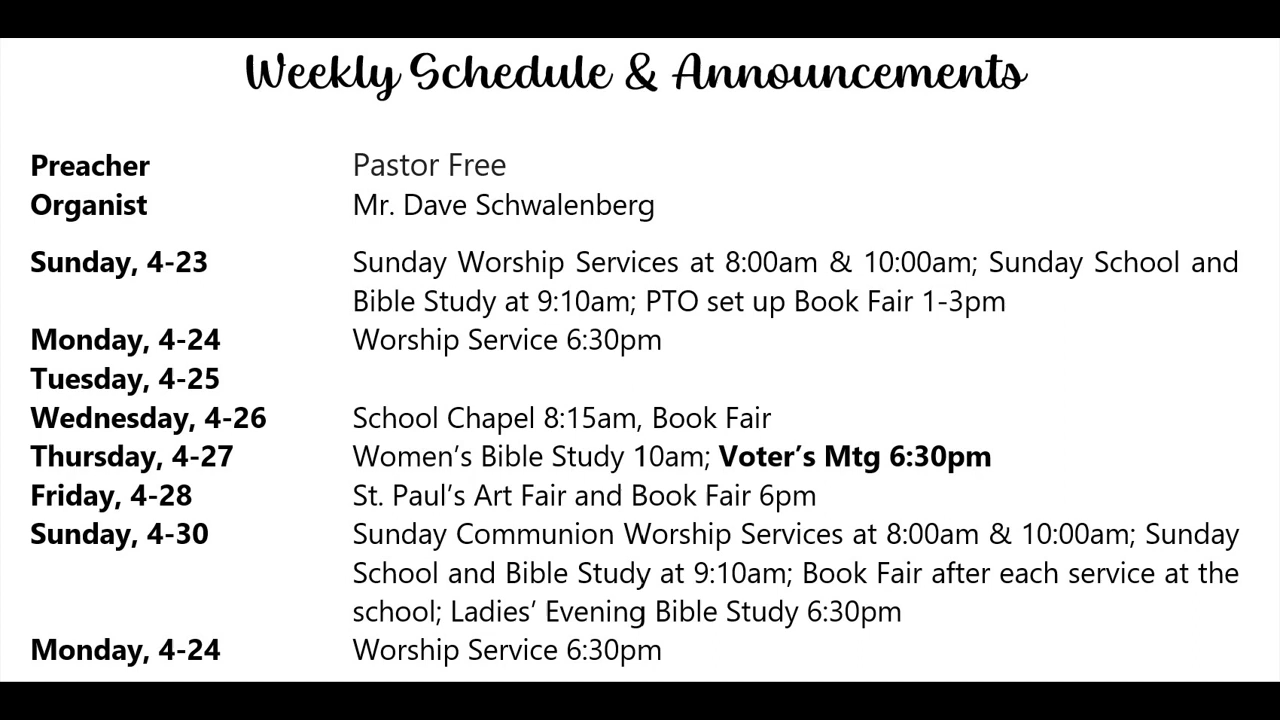 Weekly Schedule & Announcements
Preacher Pastor Free
Organist Mr. Dave Schwalenberg
Sunday, 4-23 Sunday Worship Services at 8:00am & 10:00am; Sunday School and
Bible Study at 9:10am; PTO set up Book Fair 1-3pm
Monday, 4-24 Worship Service 6:30pm
Tuesday, 4-25
Wednesday, 4-26 School Chapel 8:15am, Book Fair
Thursday, 4-27 Women’s Bible Study 10am; Voter’s Mtg 6:30pm
Friday, 4-28 St. Paul’s Art Fair and Book Fair 6pm
Sunday, 4-30 Sunday Communion Worship Services at 8:00am & 10:00am; Sunday
School and Bible Study at 9:10am; Book Fair after each service at the
school; Ladies’ Evening Bible Study 6:30pm
Monday, 4-24 Worship Service 6:30pm